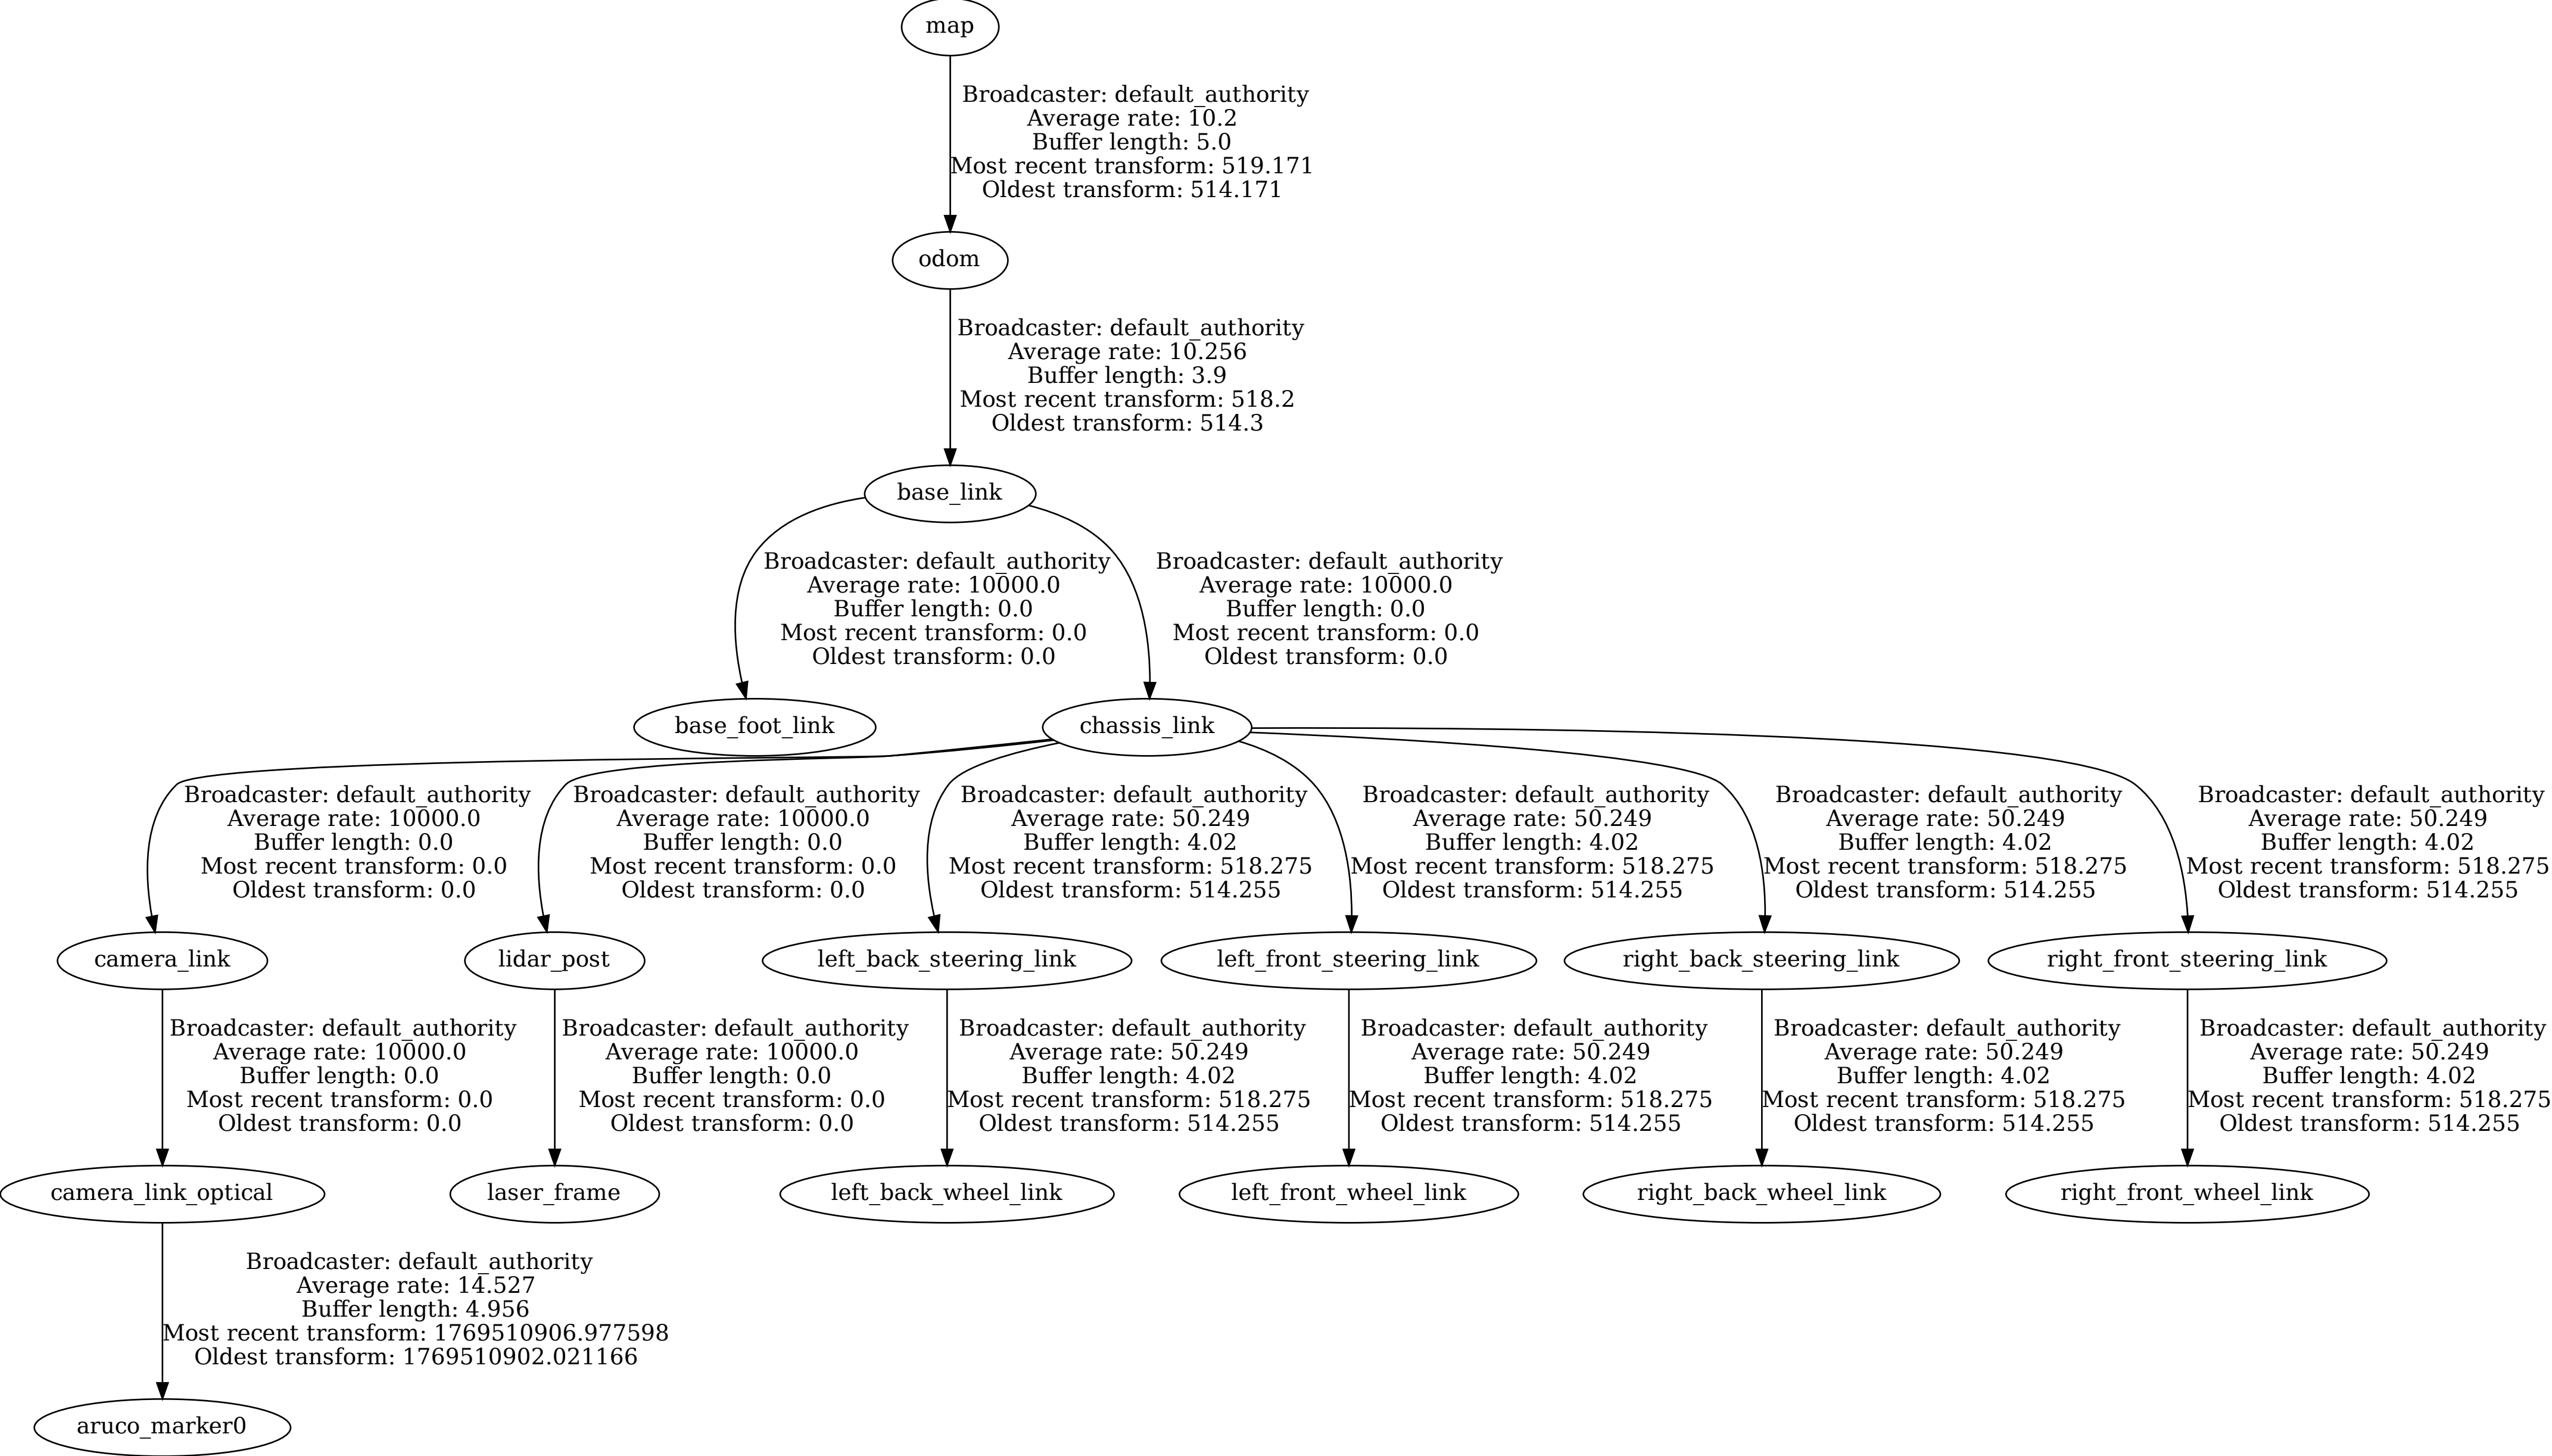 map
Broadcaster: default_authority
Average rate: 10.2
Buffer length: 5.0
Most recent transform: 519.171
Oldest transform: 514.171
odom
Broadcaster: default_authority
Average rate: 10.256
Buffer length: 3.9
Most recent transform: 518.2
Oldest transform: 514.3
base_link
Broadcaster: default_authority
Average rate: 10000.0
Buffer length: 0.0
Most recent transform: 0.0
Oldest transform: 0.0
Broadcaster: default_authority
Average rate: 10000.0
Buffer length: 0.0
Most recent transform: 0.0
Oldest transform: 0.0
base_foot_link
chassis_link
Broadcaster: default_authority
Average rate: 10000.0
Buffer length: 0.0
Most recent transform: 0.0
Oldest transform: 0.0
Broadcaster: default_authority
Average rate: 10000.0
Buffer length: 0.0
Most recent transform: 0.0
Oldest transform: 0.0
Broadcaster: default_authority
Average rate: 50.249
Buffer length: 4.02
Most recent transform: 518.275
Oldest transform: 514.255
Broadcaster: default_authority
Average rate: 50.249
Buffer length: 4.02
Most recent transform: 518.275
Oldest transform: 514.255
Broadcaster: default_authority
Average rate: 50.249
Buffer length: 4.02
Most recent transform: 518.275
Oldest transform: 514.255
Broadcaster: default_authority
Average rate: 50.249
Buffer length: 4.02
Most recent transform: 518.275
Oldest transform: 514.255
camera_link
lidar_post
left_back_steering_link
left_front_steering_link
right_back_steering_link
right_front_steering_link
Broadcaster: default_authority
Average rate: 10000.0
Buffer length: 0.0
Most recent transform: 0.0
Oldest transform: 0.0
Broadcaster: default_authority
Average rate: 10000.0
Buffer length: 0.0
Most recent transform: 0.0
Oldest transform: 0.0
Broadcaster: default_authority
Average rate: 50.249
Buffer length: 4.02
Most recent transform: 518.275
Oldest transform: 514.255
Broadcaster: default_authority
Average rate: 50.249
Buffer length: 4.02
Most recent transform: 518.275
Oldest transform: 514.255
Broadcaster: default_authority
Average rate: 50.249
Buffer length: 4.02
Most recent transform: 518.275
Oldest transform: 514.255
Broadcaster: default_authority
Average rate: 50.249
Buffer length: 4.02
Most recent transform: 518.275
Oldest transform: 514.255
camera_link_optical
laser_frame
left_back_wheel_link
left_front_wheel_link
right_back_wheel_link
right_front_wheel_link
Broadcaster: default_authority
Average rate: 14.527
Buffer length: 4.956
Most recent transform: 1769510906.977598
Oldest transform: 1769510902.021166
aruco_marker0